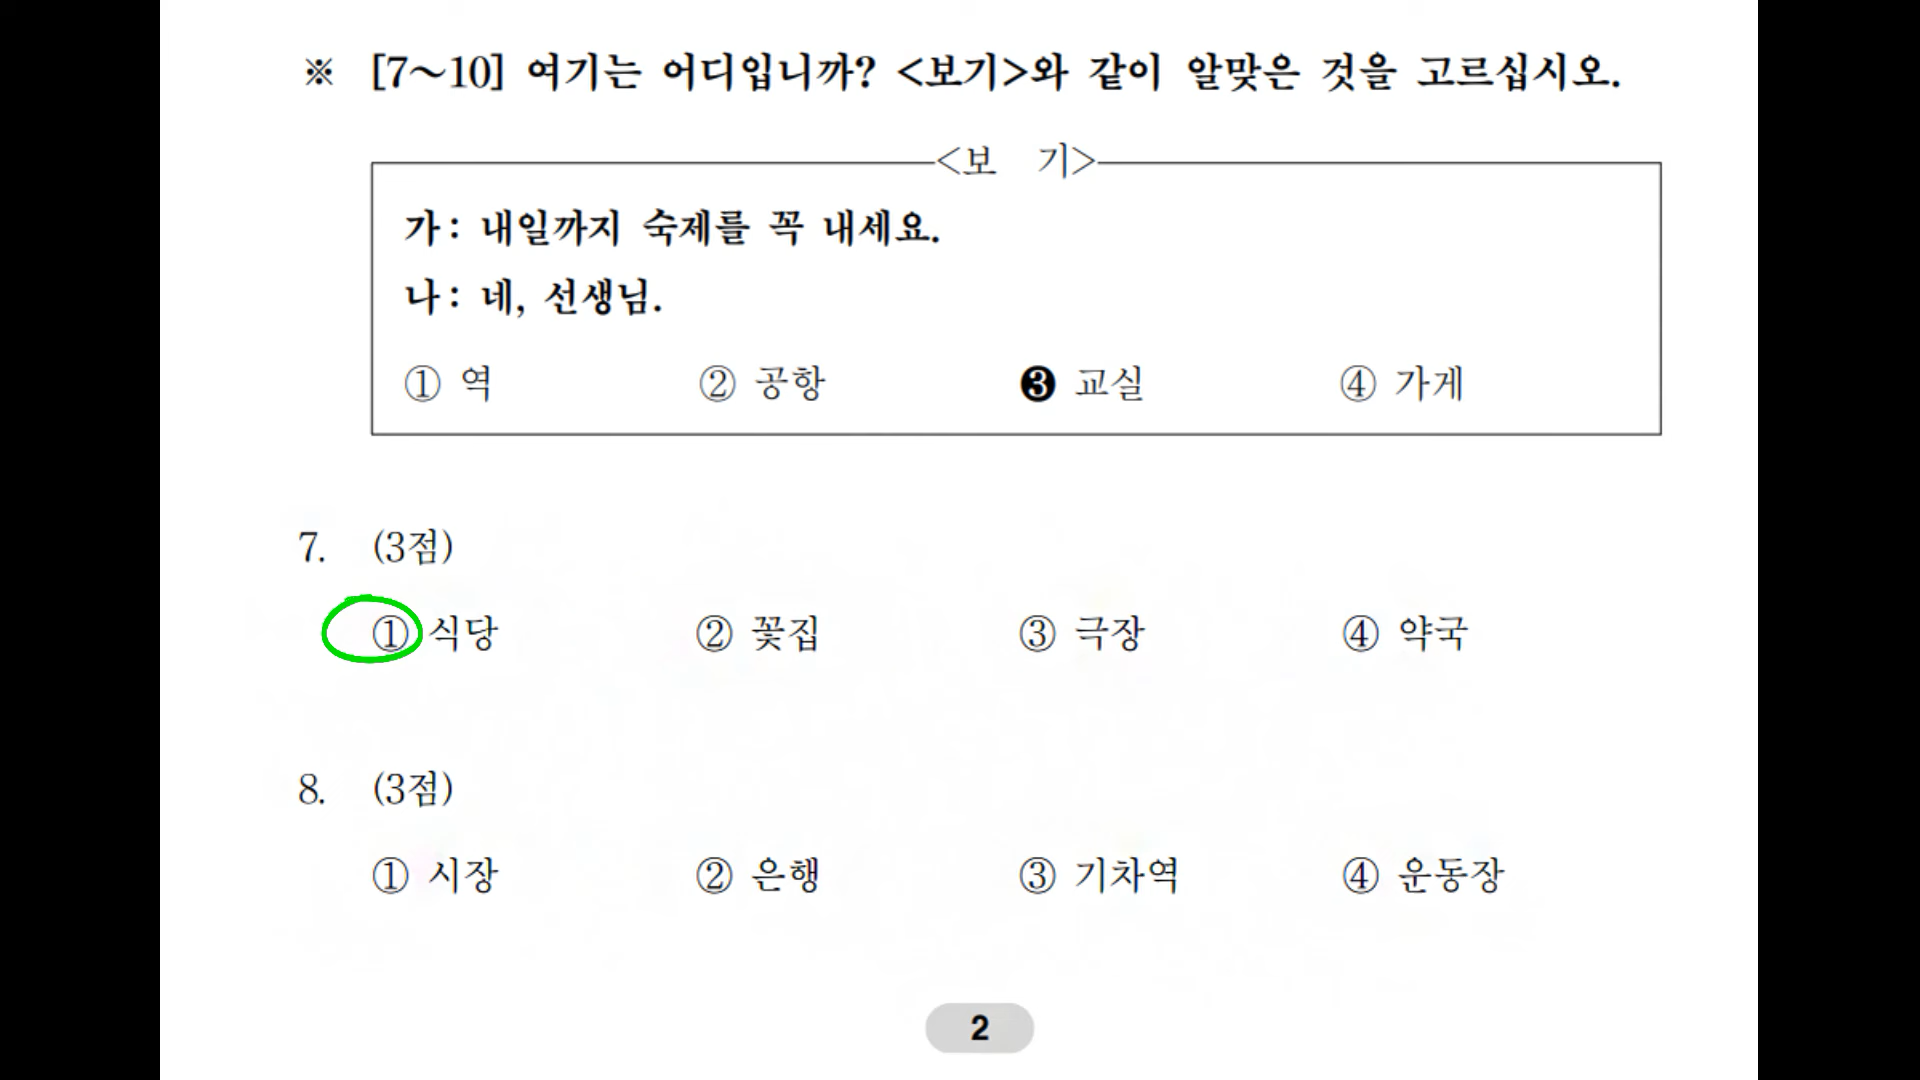 ※ [7～10] 여기는 어디입니까? <보기>와 같이 알맞은 것을 고르십시오.
<보 기>
가: 내일까지 숙제를 꼭 내세요.
나: 네, 선생님.
① 역 ② 공항 ❸ 교실 ④ 가게
7. (3점)
① 식당 ② 꽃집 ③ 극장 ④ 약국
8. (3점)
① 시장 ② 은행 ③ 기차역 ④ 운동장
2